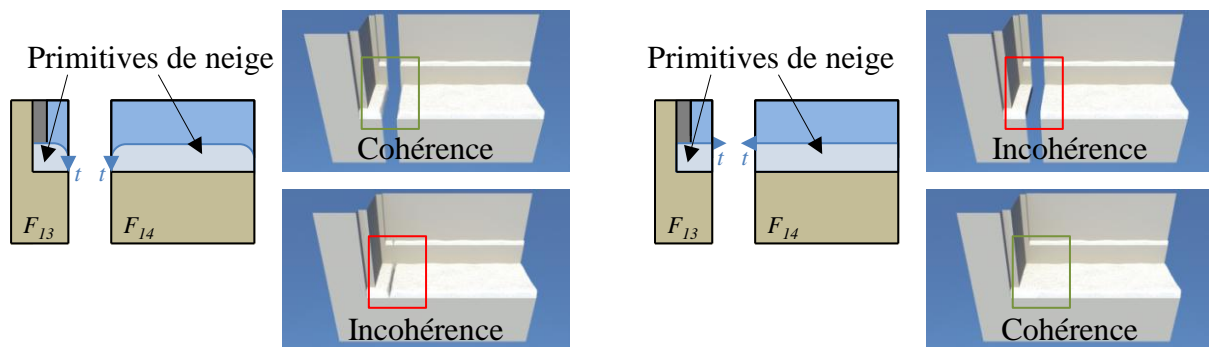 Primitives de neige
t
t
F13
F14
Cohérence
Incohérence
Primitives de neige
t
t
F13
F14
Incohérence
Cohérence